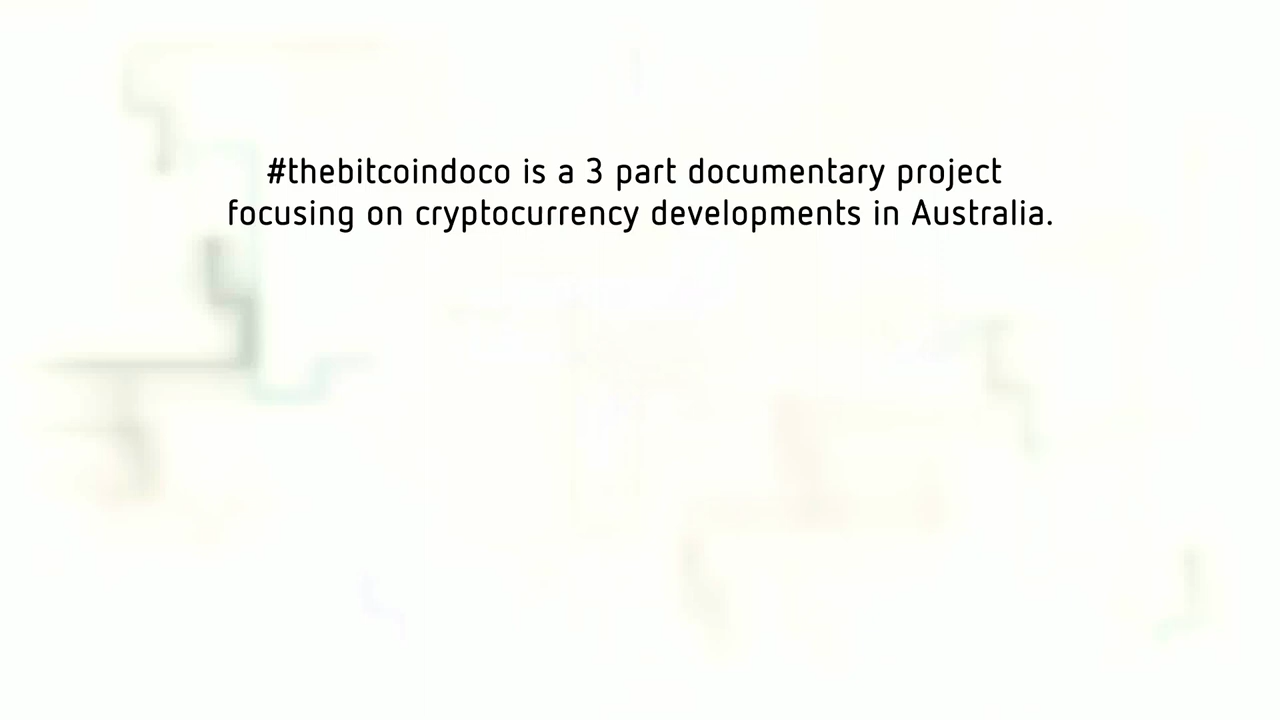 #thebitcoindoco is a 3 part documentary project
focusing on cryptocurrency developments in Australia.